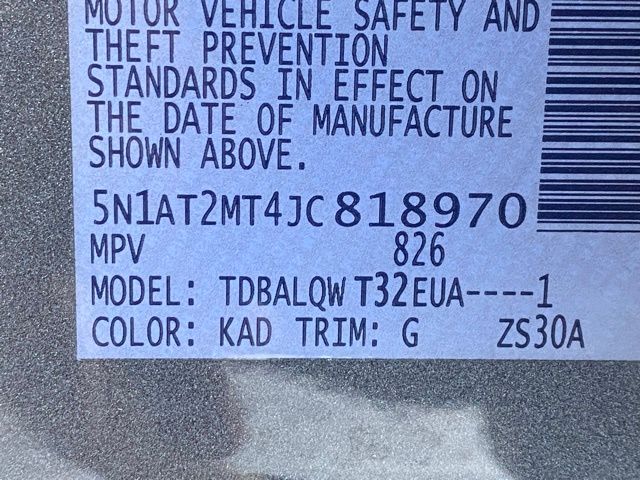 MOTOR VEHICLE SAFETY AND
THEFT PREVENTION
STANDARDS IN EFFECT ON
THE DATE OF MANUFACTURE
SHOWN ABOVE.
5N1AT2MT4JC818970
MPV 826
MODEL: TDBALQW T32EUA----1
COLOR: KAD TRIM: G ZS30A